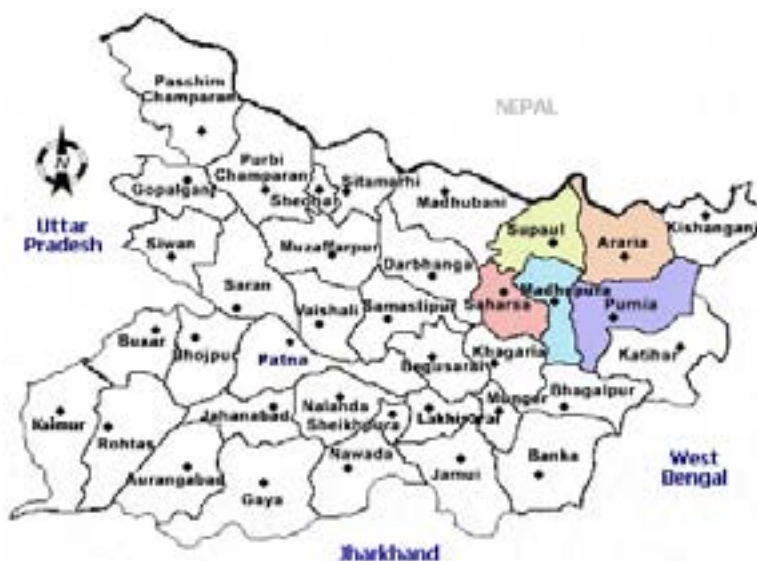 Paschim
Champaran
NEPAL
N
Purbi
Champaran
Sitamarhi
Gopalganj
Sheohar
Madhubani
Kishanganj
Uttar
Pradesh
Supaul
Araria
Siwan
Muzaffarpur
Darbhanga
Saran
Saharsa
Madhepura
Purnia
Vaishali
Samastipur
Buxar
Bhojpur
Patna
Begusarai
Khagaria
Katihar
Kaimur
Rohtas
Jahanabad
Nalanda
Sheikhpura
Lakhisarai
Munger
Bhagalpur
Aurangabad
Gaya
Nawada
Jamui
Banka
West
Bengal
Jharkhand